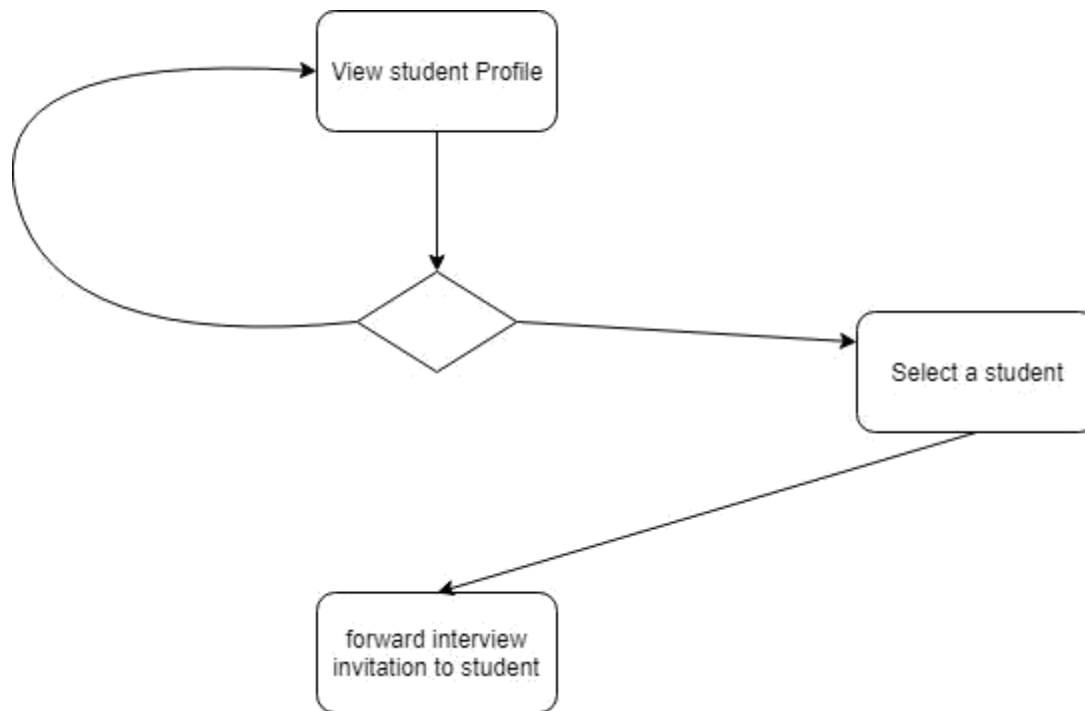 View student Profile
Select a student
forward interview
invitation to student